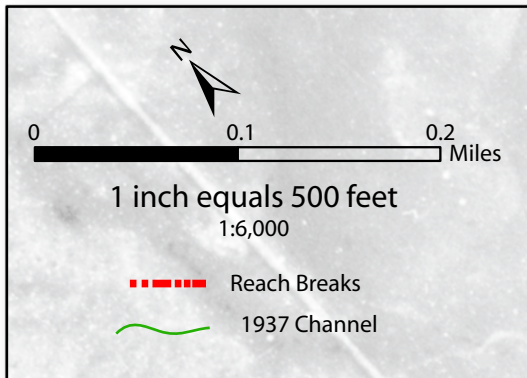 N
0 0.1 0.2
Miles
1 inch equals 500 feet
1:6,000
Reach Breaks
1937 Channel